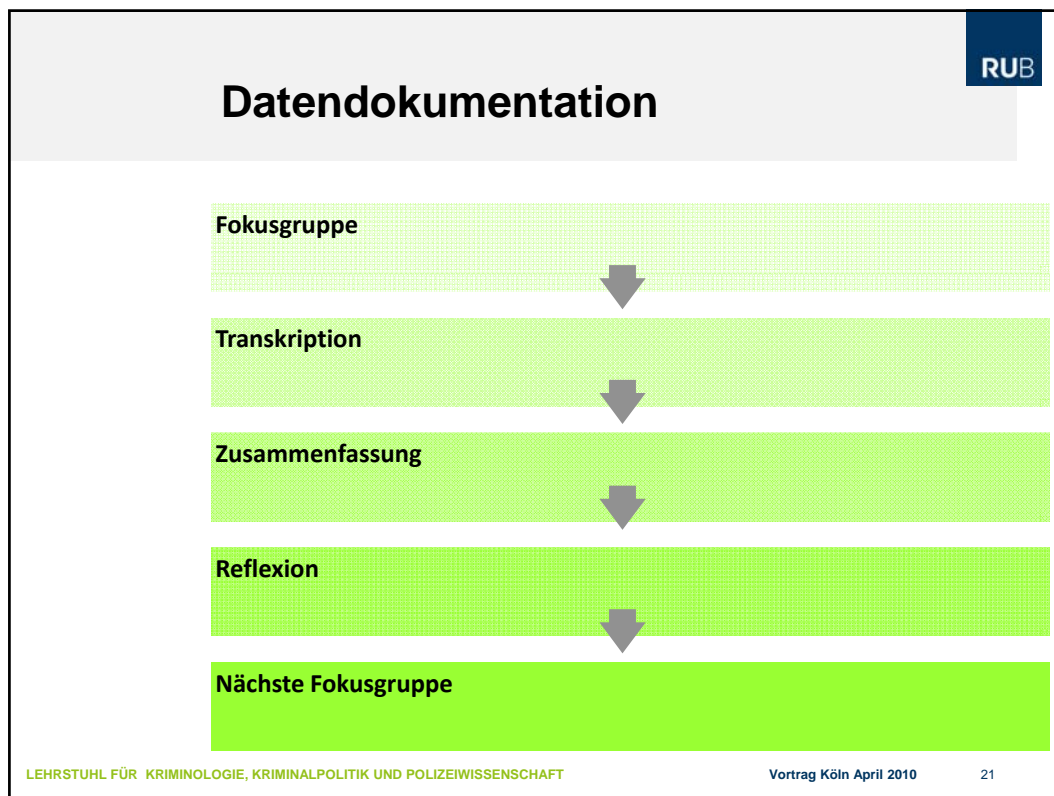 RUB
Datendokumentation
Fokusgruppe
Transkription
Zusammenfassung
Reflexion
Nächste Fokusgruppe
LEHRSTUHL FÜR KRIMINOLOGIE, KRIMINALPOLITIK UND POLIZEIWISSENSCHAFT Vortrag Köln April 2010 21